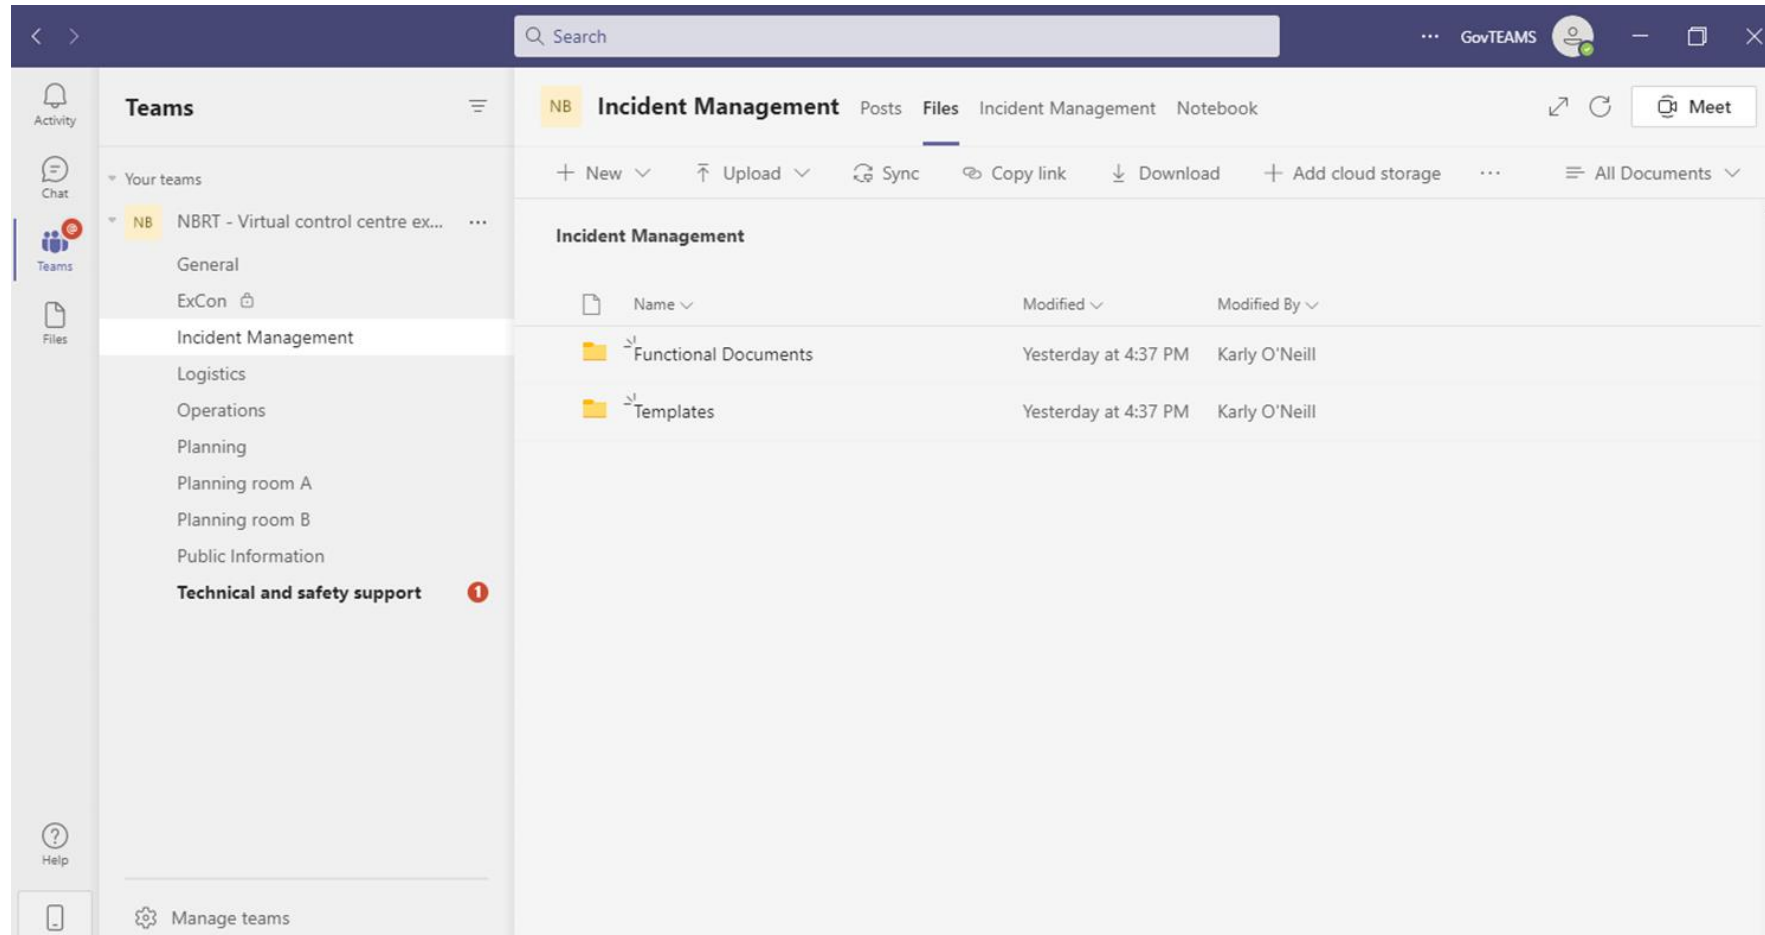 Search
GovTEAMS
Activity
Chat
@
Teams
Files
Help
Teams
Your teams
NB NBRT - Virtual control centre ex...
General
ExCon
Incident Management
Logistics
Operations
Planning
Planning room A
Planning room B
Public Information
Technical and safety support 1
Manage teams
NB Incident Management Posts Files Incident Management Notebook Meet
New Upload Sync Copy link Download Add cloud storage ... All Documents
Incident Management
Name Modified Modified By
Functional Documents Yesterday at 4:37 PM Karly O'Neill
Templates Yesterday at 4:37 PM Karly O'Neill